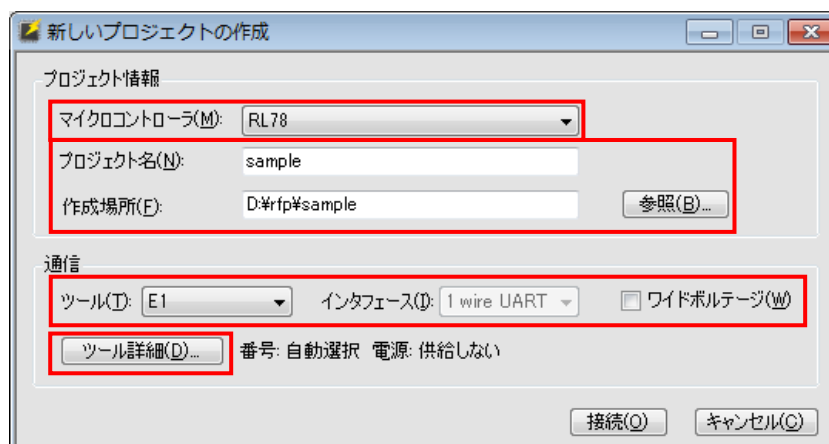 新しいプロジェクトの作成
プロジェクト情報
マイクロコントローラ(M): RL78
プロジェクト名(N): sample
作成場所(F): D:¥rfp¥sample 参照(B)...
通信
ツール(T): E1 インタフェース(I): 1 wire UART ワイドボルテージ(W)
ツール詳細(D)... 番号: 自動選択 電源: 供給しない
接続(O) キャンセル(C)